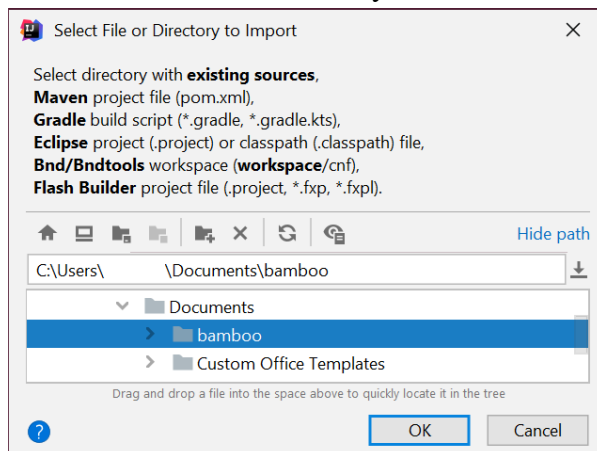 Select File or Directory to Import
Select directory with existing sources,
Maven project file (pom.xml),
Gradle build script (*.gradle, *.gradle.kts),
Eclipse project (.project) or classpath (.classpath) file,
Bnd/Bndtools workspace (workspace/cnf),
Flash Builder project file (.project, *.fxp, *.fxpl).
Hide path
C:\Users\ \Documents\bamboo
Documents
bamboo
Custom Office Templates
Drag and drop a file into the space above to quickly locate it in the tree
? OK Cancel